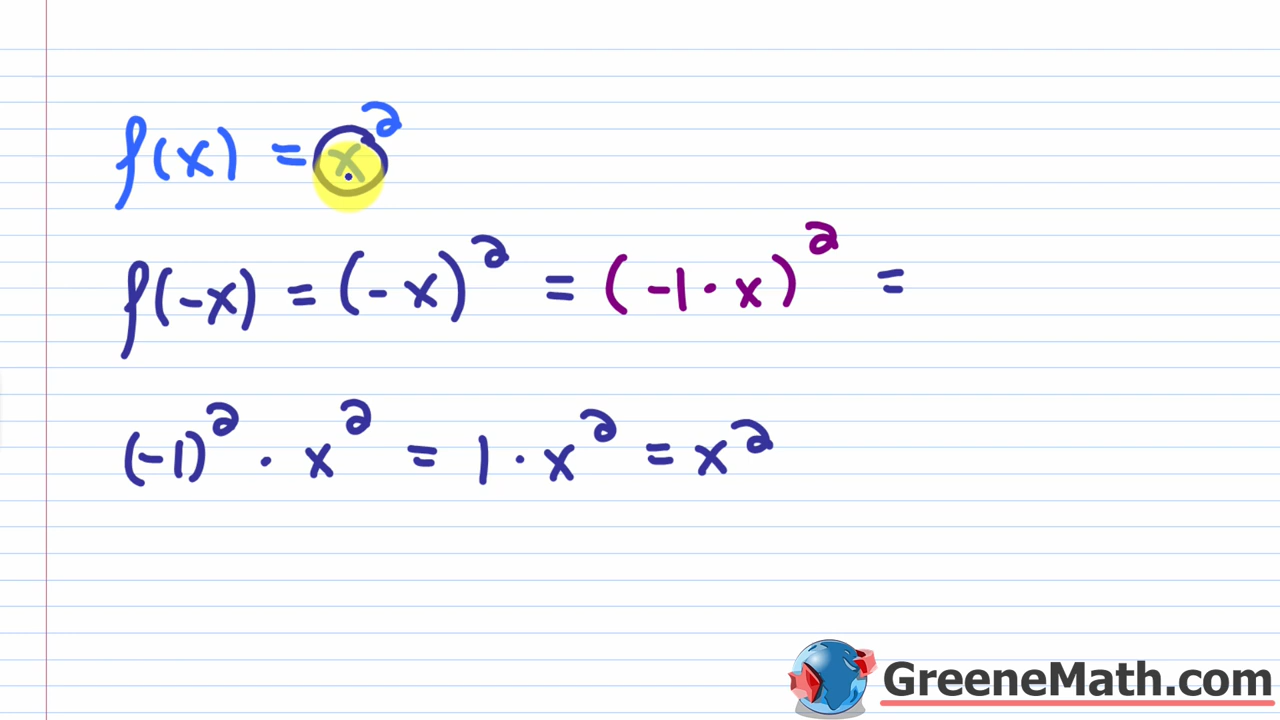 f(x) = x²
f(-x) = (-x)² = (-1·x)² =
(-1)² · x² = 1 · x² = x²
GreeneMath.com